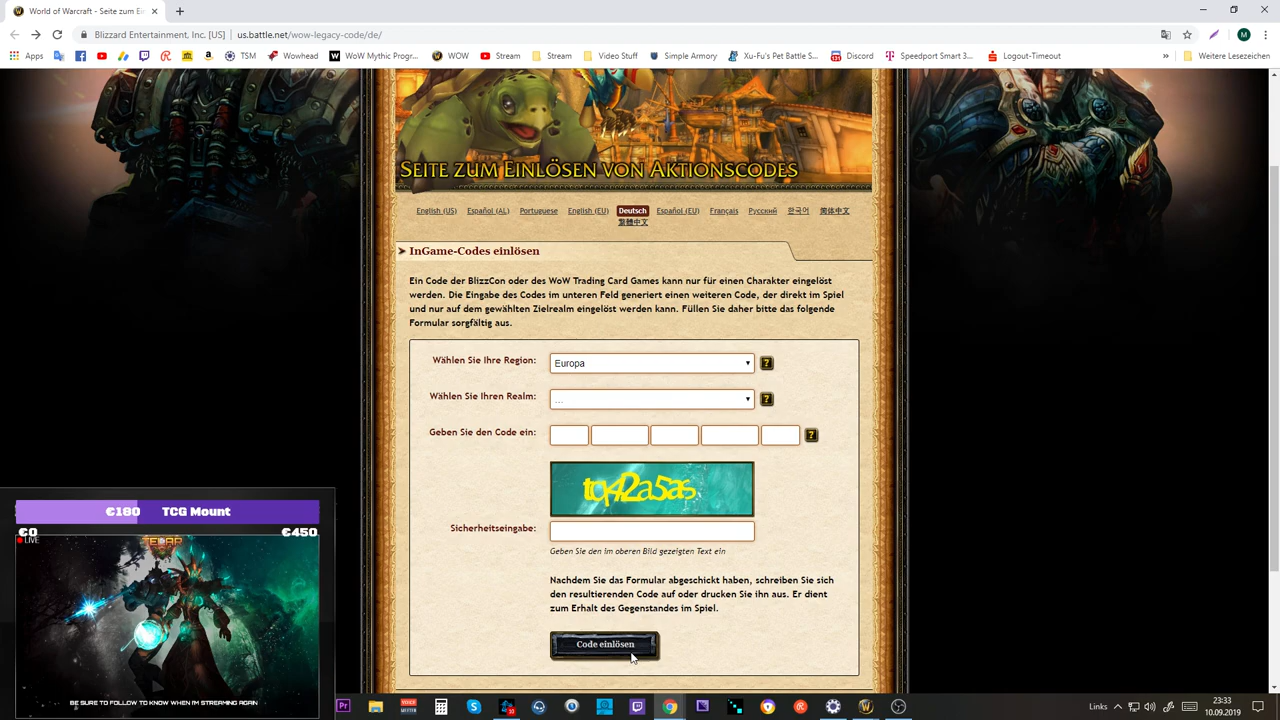 World of Warcraft - Seite zum Ein
Blizzard Entertainment, Inc. [US] us.battle.net/wow-legacy-code/de/
Apps TSM Wowhead WoW Mythic Progr... WOW Stream Stream Video Stuff Simple Armory Xu-Fu's Pet Battle S... Discord Speedport Smart 3... Logout-Timeout » Weitere Lesezeichen
Seite zum Einlösen von Aktionscodes
English (US) Español (AL) Portuguese English (EU) Deutsch Español (EU) Français Русский 한국어 简体中文
繁體中文
InGame-Codes einlösen
Ein Code der BlizzCon oder des WoW Trading Card Games kann nur für einen Charakter eingelöst
werden. Die Eingabe des Codes im unteren Feld generiert einen weiteren Code, der direkt im Spiel
und nur auf dem gewählten Zielrealm eingelöst werden kann. Füllen Sie daher bitte das folgende
Formular sorgfältig aus.
Wählen Sie Ihre Region: Europa ?
Wählen Sie Ihren Realm: ... ?
Geben Sie den Code ein: ?
Sicherheitseingabe:
Geben Sie den im oberen Bild gezeigten Text ein
Nachdem Sie das Formular abgeschickt haben, schreiben Sie sich
den resultierenden Code auf oder drucken Sie ihn aus. Er dient
zum Erhalt des Gegenstandes im Spiel.
Code einlösen
€180 TCG Mount
€0 €450
LIVE
BE SURE TO FOLLOW TO KNOW WHEN I'M STREAMING AGAIN
Links 23:33
10.09.2019